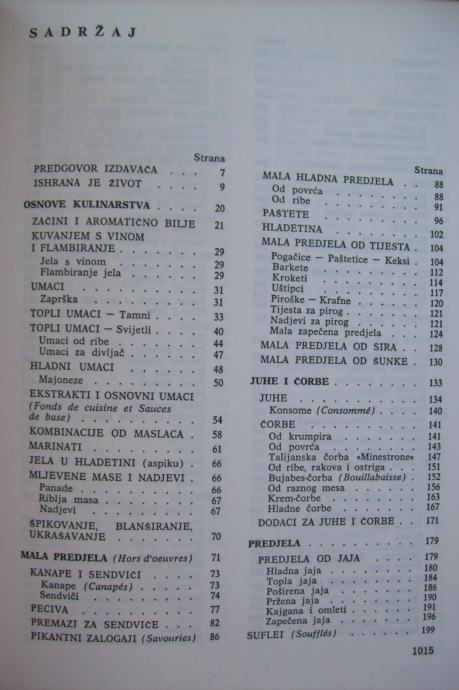 SADRŽAJ
Strana
PREDGOVOR IZDAVAČA . . . 7
ISHRANA JE ŽIVOT . . . . 9
OSNOVE KULINARSTVA . . . . 20
ZAČINI I AROMATIČNO BILJE 21
KUVANJEM S VINOM
I FLAMBIRANJE . . . . . . 29
Jela s vinom . . . . . . . 29
Flambiranje jela . . . . . . 29
UMACI . . . . . . . . . 31
Zaprška . . . . . . . . 31
TOPLI UMACI — Tamni . . . . 33
TOPLI UMACI — Svijetli . . . . 40
Umaci od ribe . . . . . . 44
Umaci za divljač . . . . . 47
HLADNI UMACI . . . . . . 48
Majoneze . . . . . . . . 50
EKSTRAKTI I OSNOVNI UMACI
(Fonds de cuisine et Sauces
de base) . . . . . . . . . 54
KOMBINACIJE OD MASLACA . . 58
MARINATI . . . . . . . . 61
JELA U HLADETINI (aspiku) . . 66
MLJEVENE MASE I NADJEVI . . 66
Panade . . . . . . . . 66
Riblja masa . . . . . . . 67
Nadjevi . . . . . . . . 67
ŠPIKOVANJE, BLANŠIRANJE,
UKRAŠAVANJE . . . . . . . 70
MALA PREDJELA (Hors d'oeuvres) 71
KANAPE I SENDVIČI . . . . 73
Kanape (Canapés) . . . . . 73
Sendviči . . . . . . . . 74
PECIVA . . . . . . . . . 77
PREMAZI ZA SENDVIČE . . . 82
PIKANTNI ZALOGAJI (Savouries) 86
Strana
MALA HLADNA PREDJELA . . 88
Od povrća . . . . . . . . 88
Od ribe . . . . . . . . . 91
PAŠTETE . . . . . . . . . 96
HLADETINA . . . . . . . . 102
MALA PREDJELA OD TIJESTA . 104
Pogačice — Paštetice — Keksi . 104
Barkete . . . . . . . . . 112
Kroketi . . . . . . . . . 114
Uštipci . . . . . . . . . 117
Piroške — Krafne . . . . . 120
Tijesta za pirog . . . . . . 121
Nadjevi za pirog . . . . . . 121
Mala zapečena predjela . . . 124
MALA PREDJELA OD SIRA . . 128
MALA PREDJELA OD ŠUNKE . 130
JUHE I ČORBE . . . . . . . . 133
JUHE . . . . . . . . . . 134
Konsome (Consommé) . . . . 140
ČORBE . . . . . . . . . 141
Od krumpira . . . . . . . 141
Od povrća . . . . . . . . 143
Talijanska čorba »Minestrone« 147
Od ribe, rakova i ostriga . . . 151
Bujabes-čorba (Bouillabaisse) . 152
Od raznog mesa . . . . . . 156
Krem-čorbe . . . . . . . 163
Hladne čorbe . . . . . . . 167
DODACI ZA JUHE I ČORBE . . 171
PREDJELA . . . . . . . . . 179
PREDJELA OD JAJA . . . . . 179
Hladna jaja . . . . . . . 180
Topla jaja . . . . . . . . 184
Poširena jaja . . . . . . . 186
Pržena jaja . . . . . . . 190
Kajgana i omleti . . . . . . 191
Zapečena jaja . . . . . . . 196
SUFLEI (Soufflés) . . . . . . 199
1015